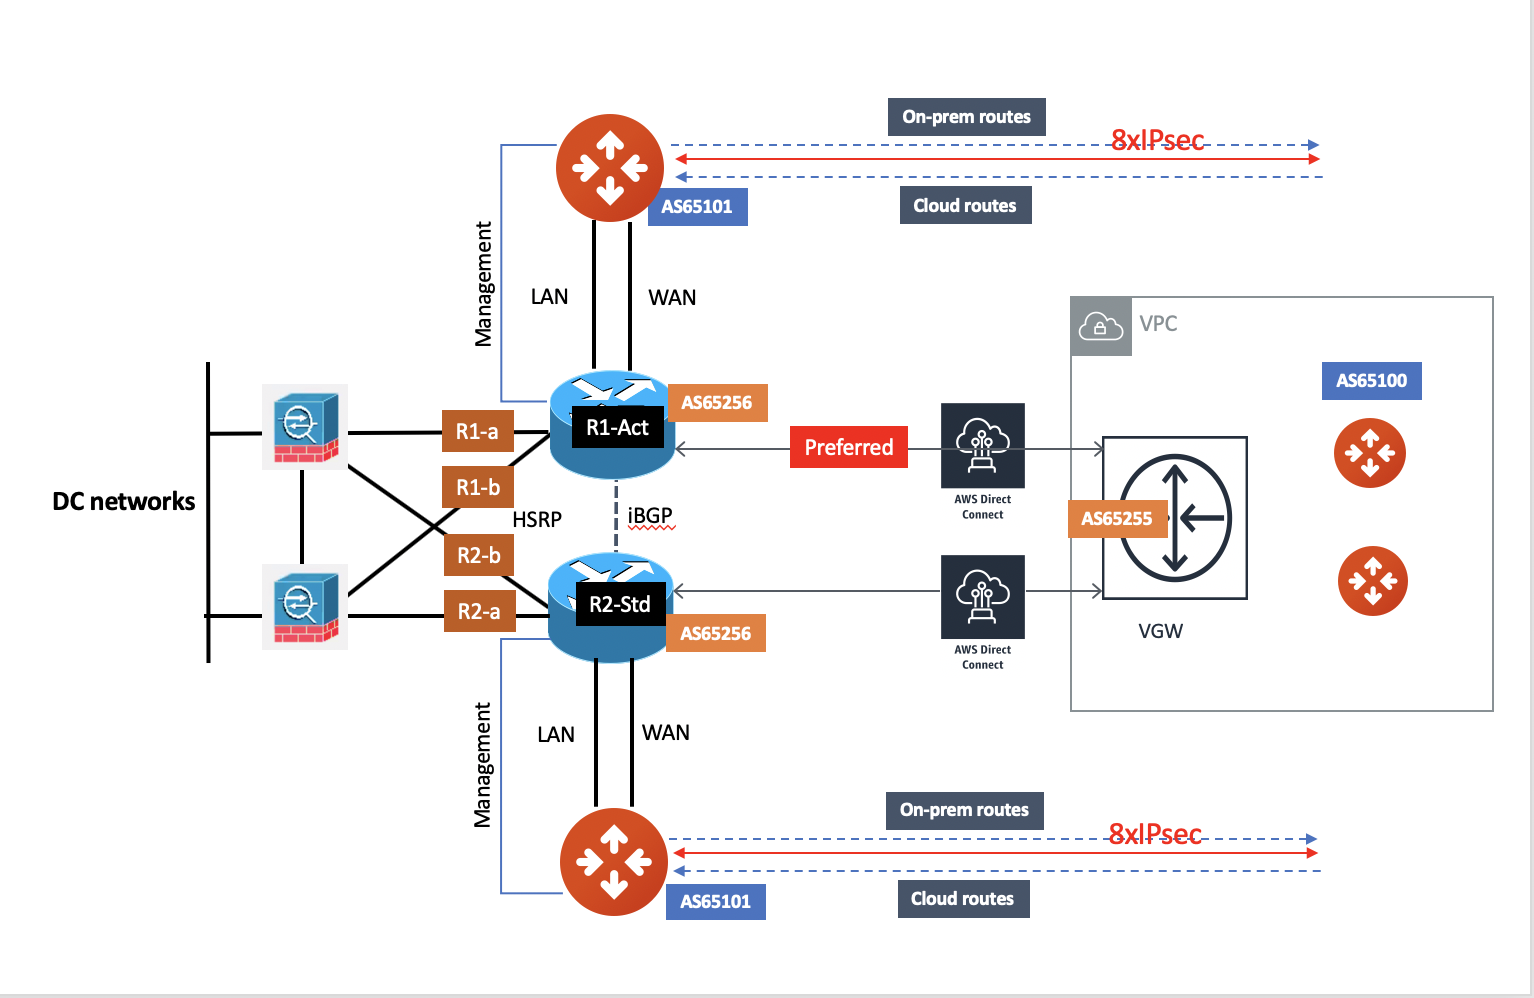 On-prem routes
8xIPsec
Cloud routes
AS65101
Management
LAN
WAN
VPC
AS65100
AS65256
R1-Act
R1-a
Preferred
R1-b
AWS Direct
Connect
DC networks
HSRP
iBGP
AS65255
R2-b
R2-Std
R2-a
AS65256
VGW
AWS Direct
Connect
Management
LAN
WAN
On-prem routes
8xIPsec
Cloud routes
AS65101